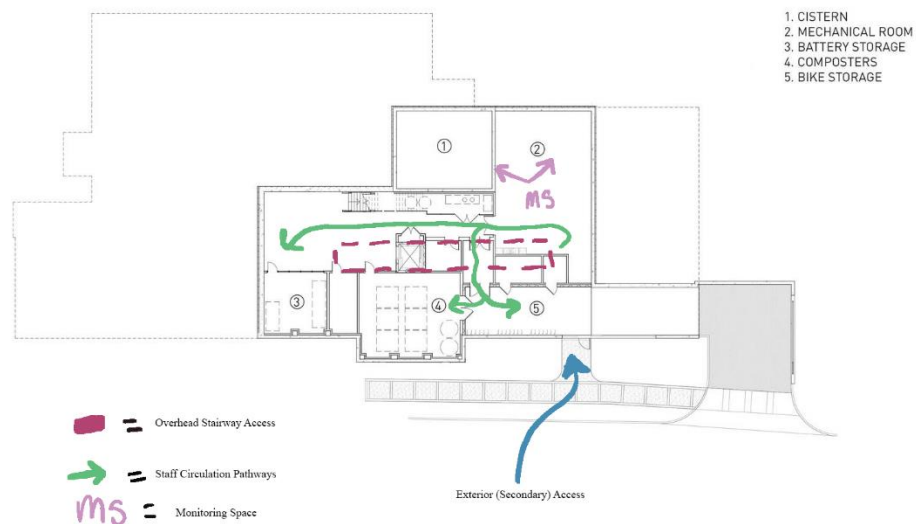 1. CISTERN
2. MECHANICAL ROOM
3. BATTERY STORAGE
4. COMPOSTERS
5. BIKE STORAGE
1
2
MS
3
4
5
Overhead Stairway Access
Staff Circulation Pathways
Exterior (Secondary) Access
MS = Monitoring Space